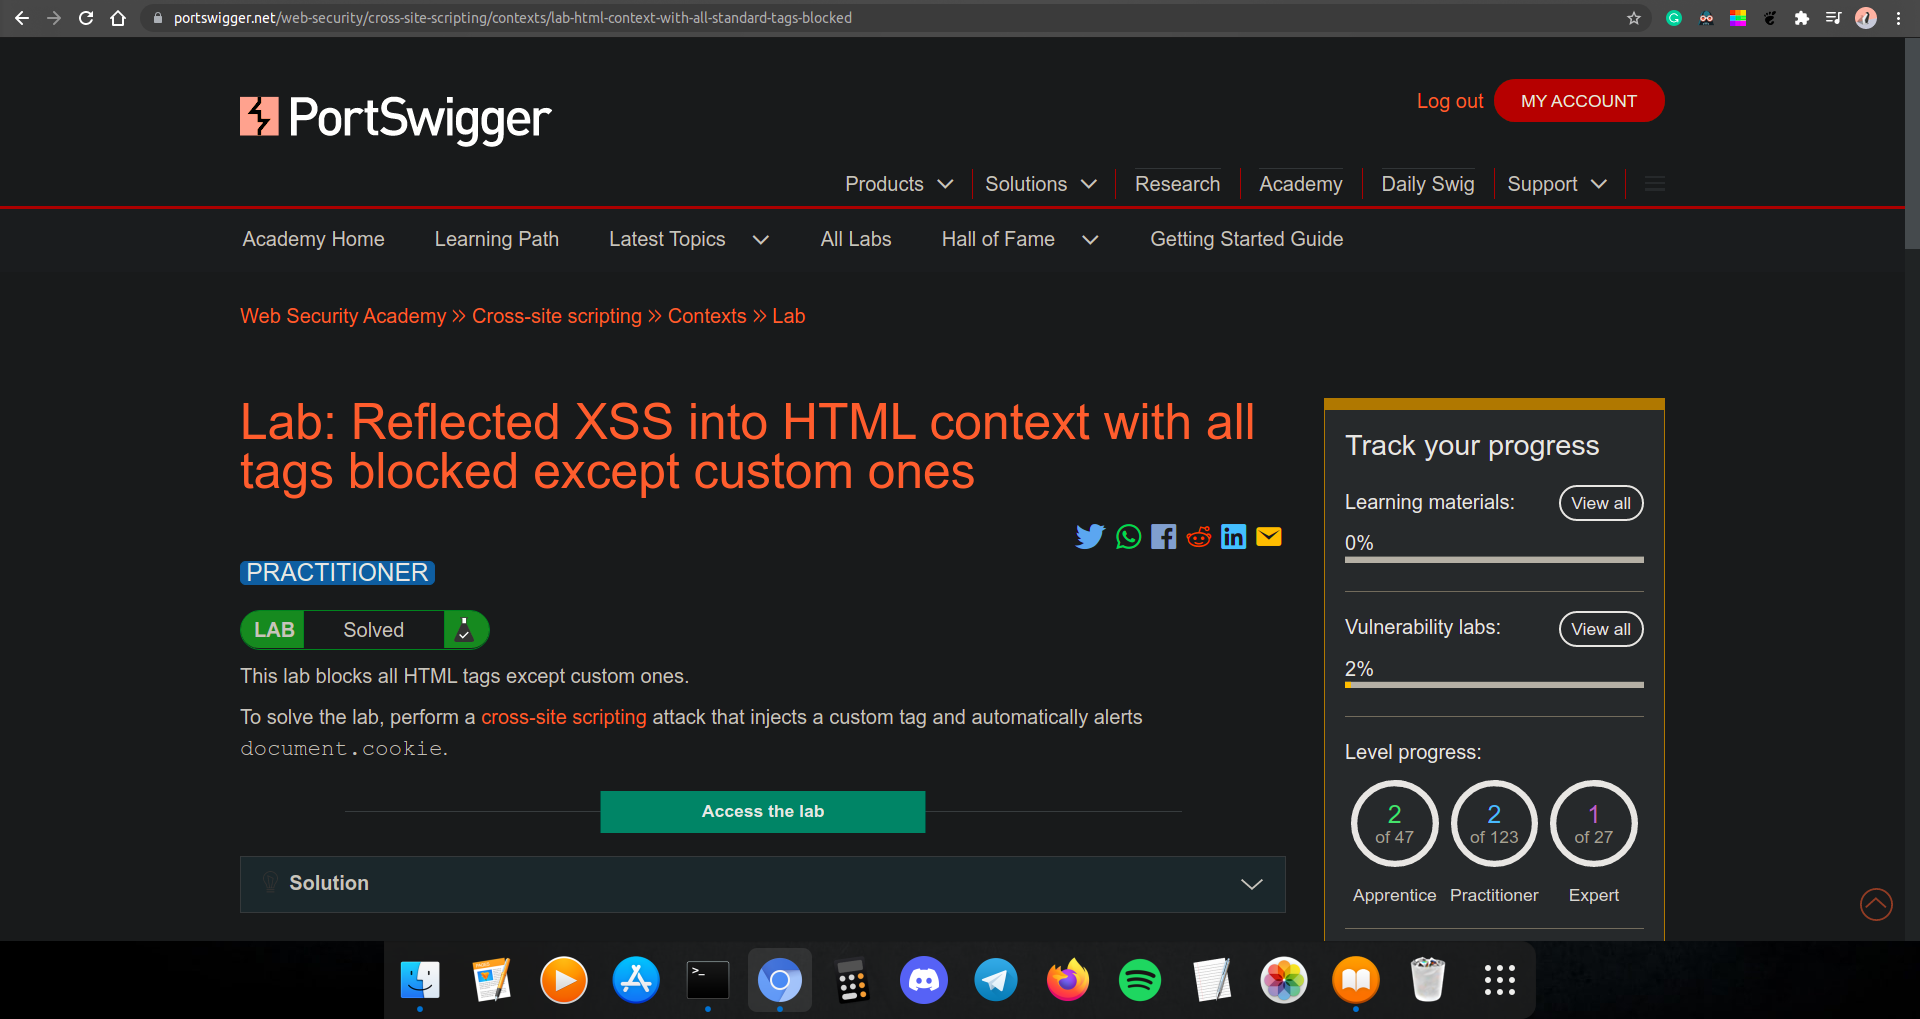 portswigger.net/web-security/cross-site-scripting/contexts/lab-html-context-with-all-standard-tags-blocked
PortSwigger
Log out
MY ACCOUNT
Products
Solutions
Research
Academy
Daily Swig
Support
Academy Home
Learning Path
Latest Topics
All Labs
Hall of Fame
Getting Started Guide
Web Security Academy » Cross-site scripting » Contexts » Lab
Lab: Reflected XSS into HTML context with all
tags blocked except custom ones
PRACTITIONER
LAB
Solved
This lab blocks all HTML tags except custom ones.
To solve the lab, perform a cross-site scripting attack that injects a custom tag and automatically alerts
document.cookie.
Access the lab
Solution
Track your progress
Learning materials:
View all
0%
Vulnerability labs:
View all
2%
Level progress:
2
of 47
2
of 123
1
of 27
Apprentice
Practitioner
Expert